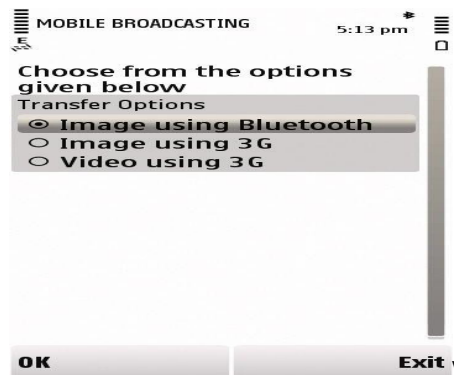 MOBILE BROADCASTING
5:13 pm
E
Choose from the options
given below
Transfer Options
Image using Bluetooth
Image using 3G
Video using 3G
OK
Exit